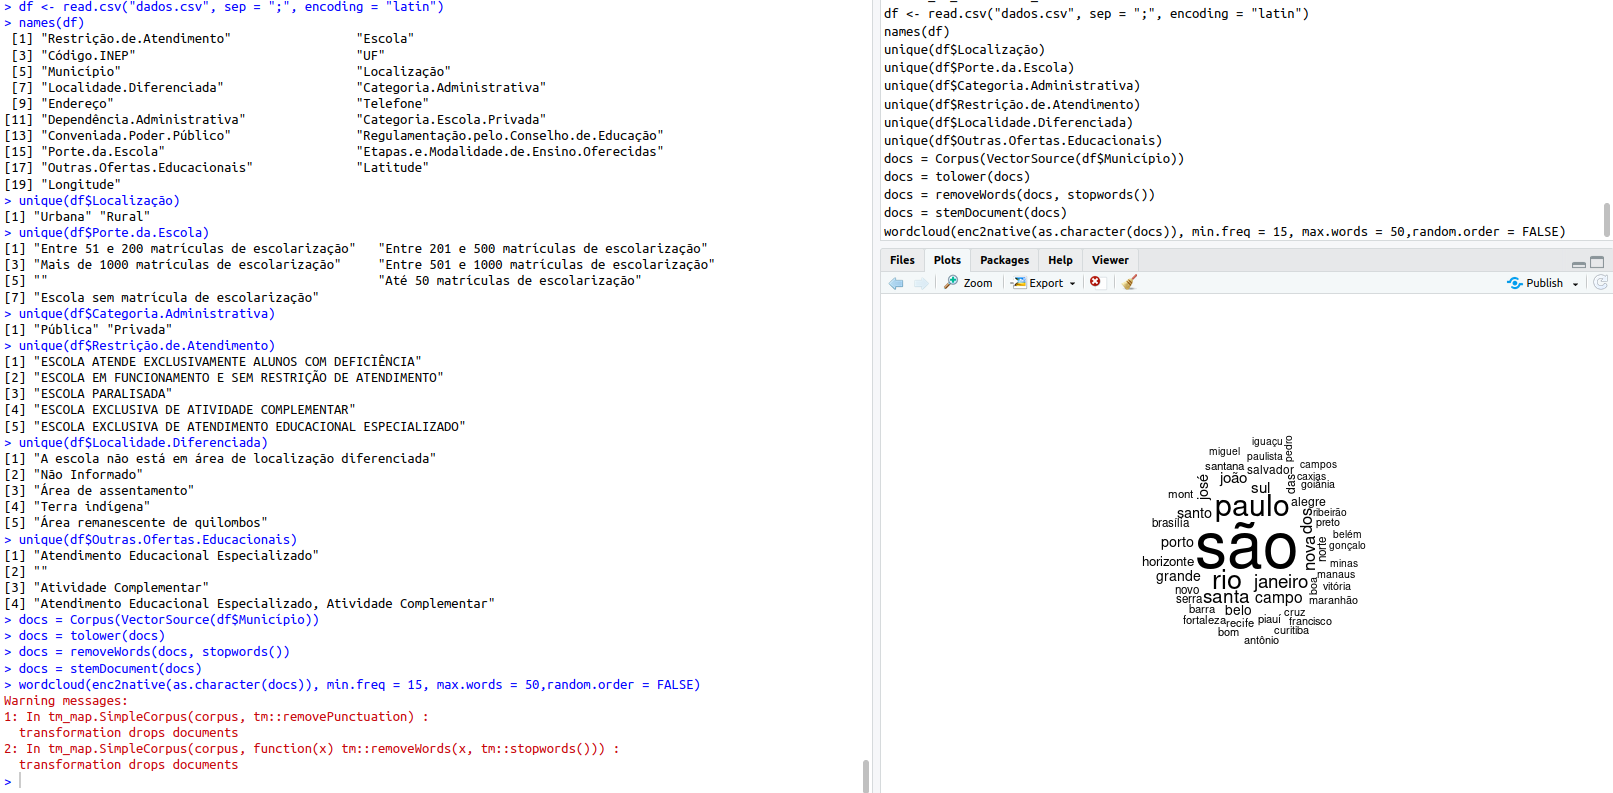 > df <- read.csv("dados.csv", sep = ";", encoding = "latin")
> names(df)
[1] "Restrição.de.Atendimento" "Escola"
[3] "Código.INEP" "UF"
[5] "Município" "Localização"
[7] "Localidade.Diferenciada" "Categoria.Administrativa"
[9] "Endereço" "Telefone"
[11] "Dependência.Administrativa" "Categoria.Escola.Privada"
[13] "Conveniada.Poder.Público" "Regulamentação.pelo.Conselho.de.Educação"
[15] "Porte.da.Escola" "Etapas.e.Modalidade.de.Ensino.Oferecidas"
[17] "Outras.Ofertas.Educacionais" "Latitude"
[19] "Longitude"
> unique(df$Localização)
[1] "Urbana" "Rural"
> unique(df$Porte.da.Escola)
[1] "Entre 51 e 200 matrículas de escolarização" "Entre 201 e 500 matrículas de escolarização"
[3] "Mais de 1000 matrículas de escolarização" "Entre 501 e 1000 matrículas de escolarização"
[5] "" "Até 50 matrículas de escolarização"
[7] "Escola sem matrícula de escolarização"
> unique(df$Categoria.Administrativa)
[1] "Pública" "Privada"
> unique(df$Restrição.de.Atendimento)
[1] "ESCOLA ATENDE EXCLUSIVAMENTE ALUNOS COM DEFICIÊNCIA"
[2] "ESCOLA EM FUNCIONAMENTO E SEM RESTRIÇÃO DE ATENDIMENTO"
[3] "ESCOLA PARALISADA"
[4] "ESCOLA EXCLUSIVA DE ATIVIDADE COMPLEMENTAR"
[5] "ESCOLA EXCLUSIVA DE ATENDIMENTO EDUCACIONAL ESPECIALIZADO"
> unique(df$Localidade.Diferenciada)
[1] "A escola não está em área de localização diferenciada"
[2] "Não Informado"
[3] "Área de assentamento"
[4] "Terra indígena"
[5] "Área remanescente de quilombos"
> unique(df$Outras.Ofertas.Educacionais)
[1] "Atendimento Educacional Especializado"
[2] ""
[3] "Atividade Complementar"
[4] "Atendimento Educacional Especializado, Atividade Complementar"
> docs = Corpus(VectorSource(df$Município))
> docs = tolower(docs)
> docs = removeWords(docs, stopwords())
> docs = stemDocument(docs)
> wordcloud(enc2native(as.character(docs)), min.freq = 15, max.words = 50,random.order = FALSE)
Warning messages:
1: In tm_map.SimpleCorpus(corpus, tm::removePunctuation) :
transformation drops documents
2: In tm_map.SimpleCorpus(corpus, function(x) tm::removeWords(x, tm::stopwords())) :
transformation drops documents
>
df <- read.csv("dados.csv", sep = ";", encoding = "latin")
names(df)
unique(df$Localização)
unique(df$Porte.da.Escola)
unique(df$Categoria.Administrativa)
unique(df$Restrição.de.Atendimento)
unique(df$Localidade.Diferenciada)
unique(df$Outras.Ofertas.Educacionais)
docs = Corpus(VectorSource(df$Município))
docs = tolower(docs)
docs = removeWords(docs, stopwords())
docs = stemDocument(docs)
wordcloud(enc2native(as.character(docs)), min.freq = 15, max.words = 50,random.order = FALSE)
Files Plots Packages Help Viewer
Zoom Export Publish
iguaçu pedro
miguel paulista
santana salvador campos
josé joão das caxias
goiânia
mont sul
santo paulo alegre
dos ribeirão
brasília preto
porto são nova norte belém
gonçalo
horizonte minas
grande rio janeiro boa manaus
novo vitória
serra santa campo maranhão
barra belo cruz
fortaleza recife piauí francisco
bom curitiba
antônio